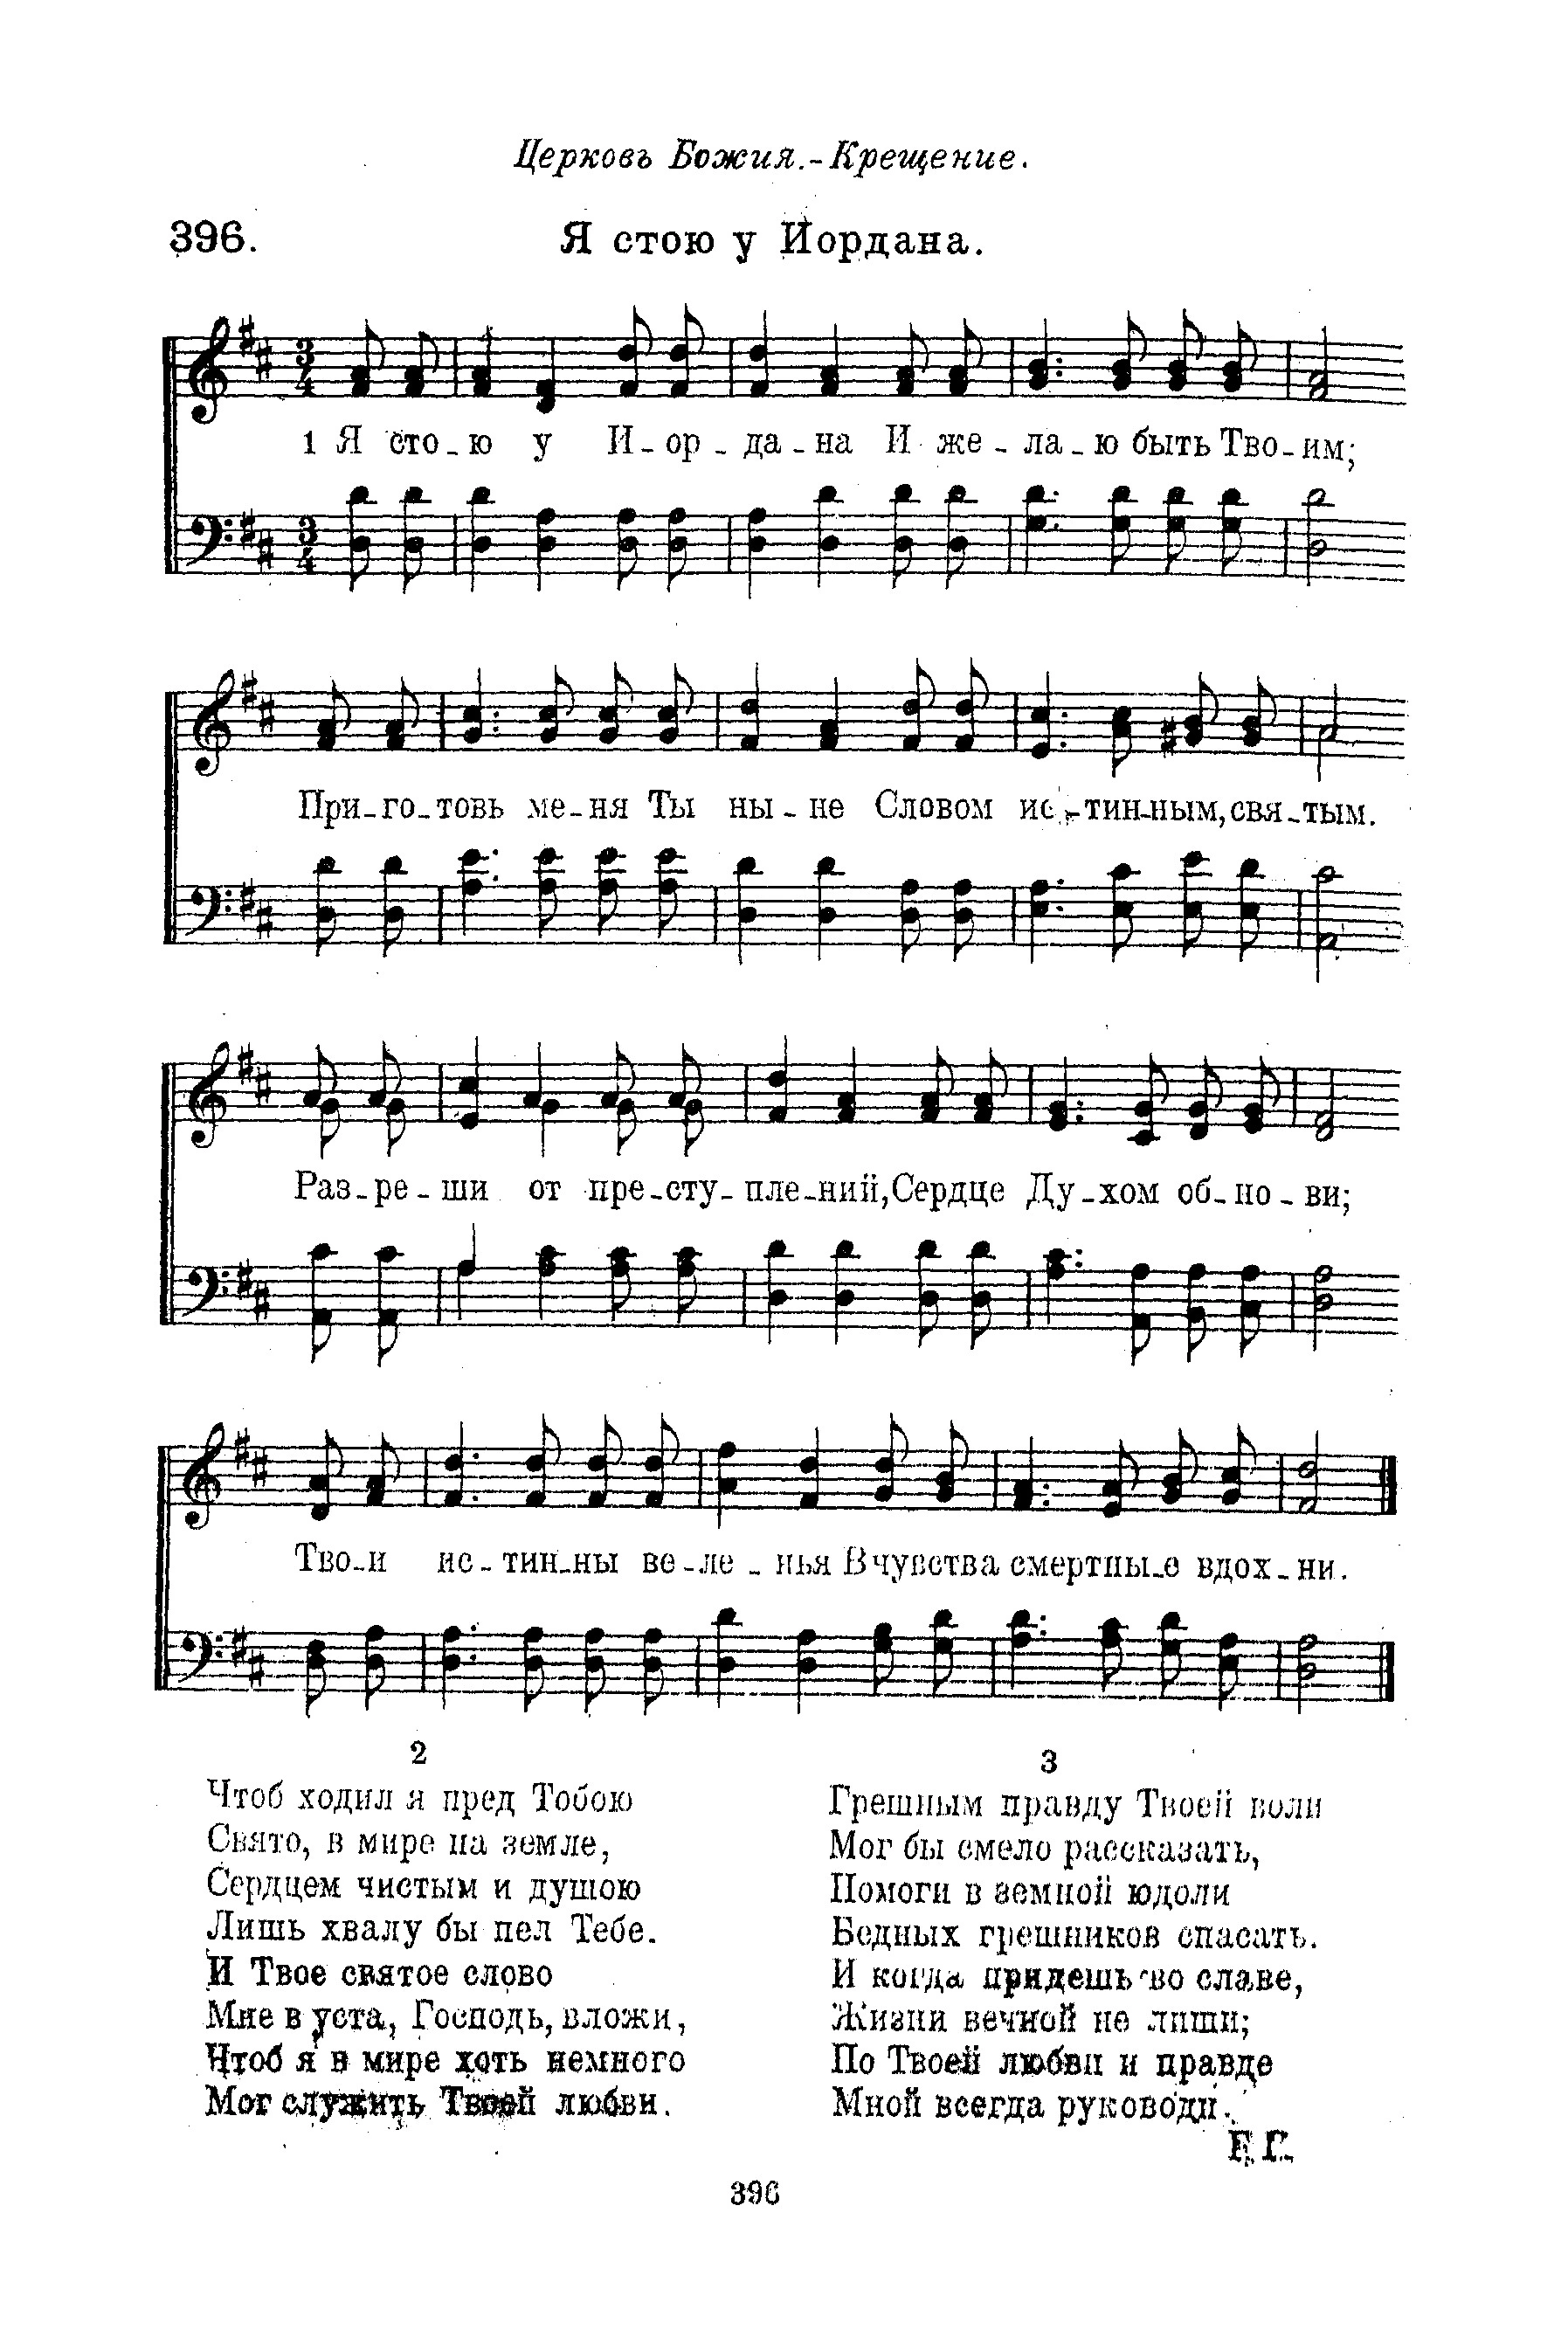 Церковь Божия.-Крещение.
396.
Я стою у Иордана.
3/4
1 Я сто-ю у И-ор-да-на И же-ла-ю быть Тво-им;
3/4
При-го-товь ме-ня Ты ны-не Словом ис-тин-ным, свя-тым.
Раз-ре-ши от пре-сту-пле-ний, Сердце Ду-хом об-но-ви;
Тво-и ис-тин-ны ве-ле-нья В чувства смертны-е вдох-ни.
2
Чтоб ходил я пред Тобою
Свято, в мире на земле,
Сердцем чистым и душою
Лишь хвалу бы пел Тебе.
И Твое святое слово
Мне в уста, Господь, вложи,
Чтоб я в мире хоть немного
Мог служить Твоей любви.
3
Грешным правду Твоей воли
Мог бы смело рассказать,
Помоги в земной юдоли
Бедных грешников спасать.
И когда придешь во славе,
Жизни вечной не лиши;
По Твоей любви и правде
Мной всегда руководи.
396